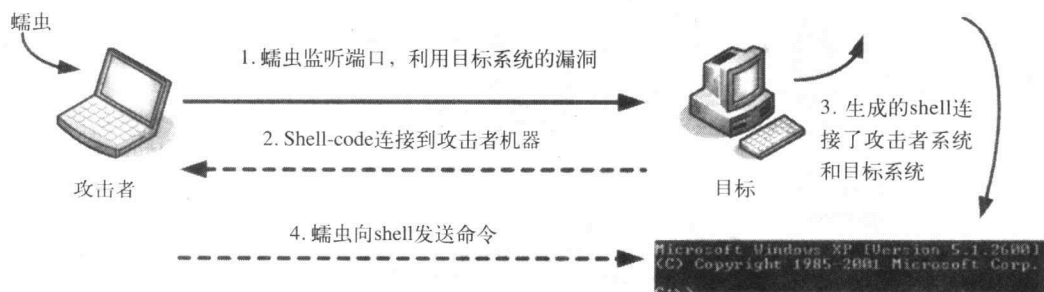 蠕虫
1. 蠕虫监听端口，利用目标系统的漏洞
2. Shell-code连接到攻击者机器
3. 生成的shell连
接了攻击者系统
和目标系统
攻击者
目标
4. 蠕虫向shell发送命令
Microsoft Windows XP [Version 5.1.2600]
(C) Copyright 1985-2001 Microsoft Corp.